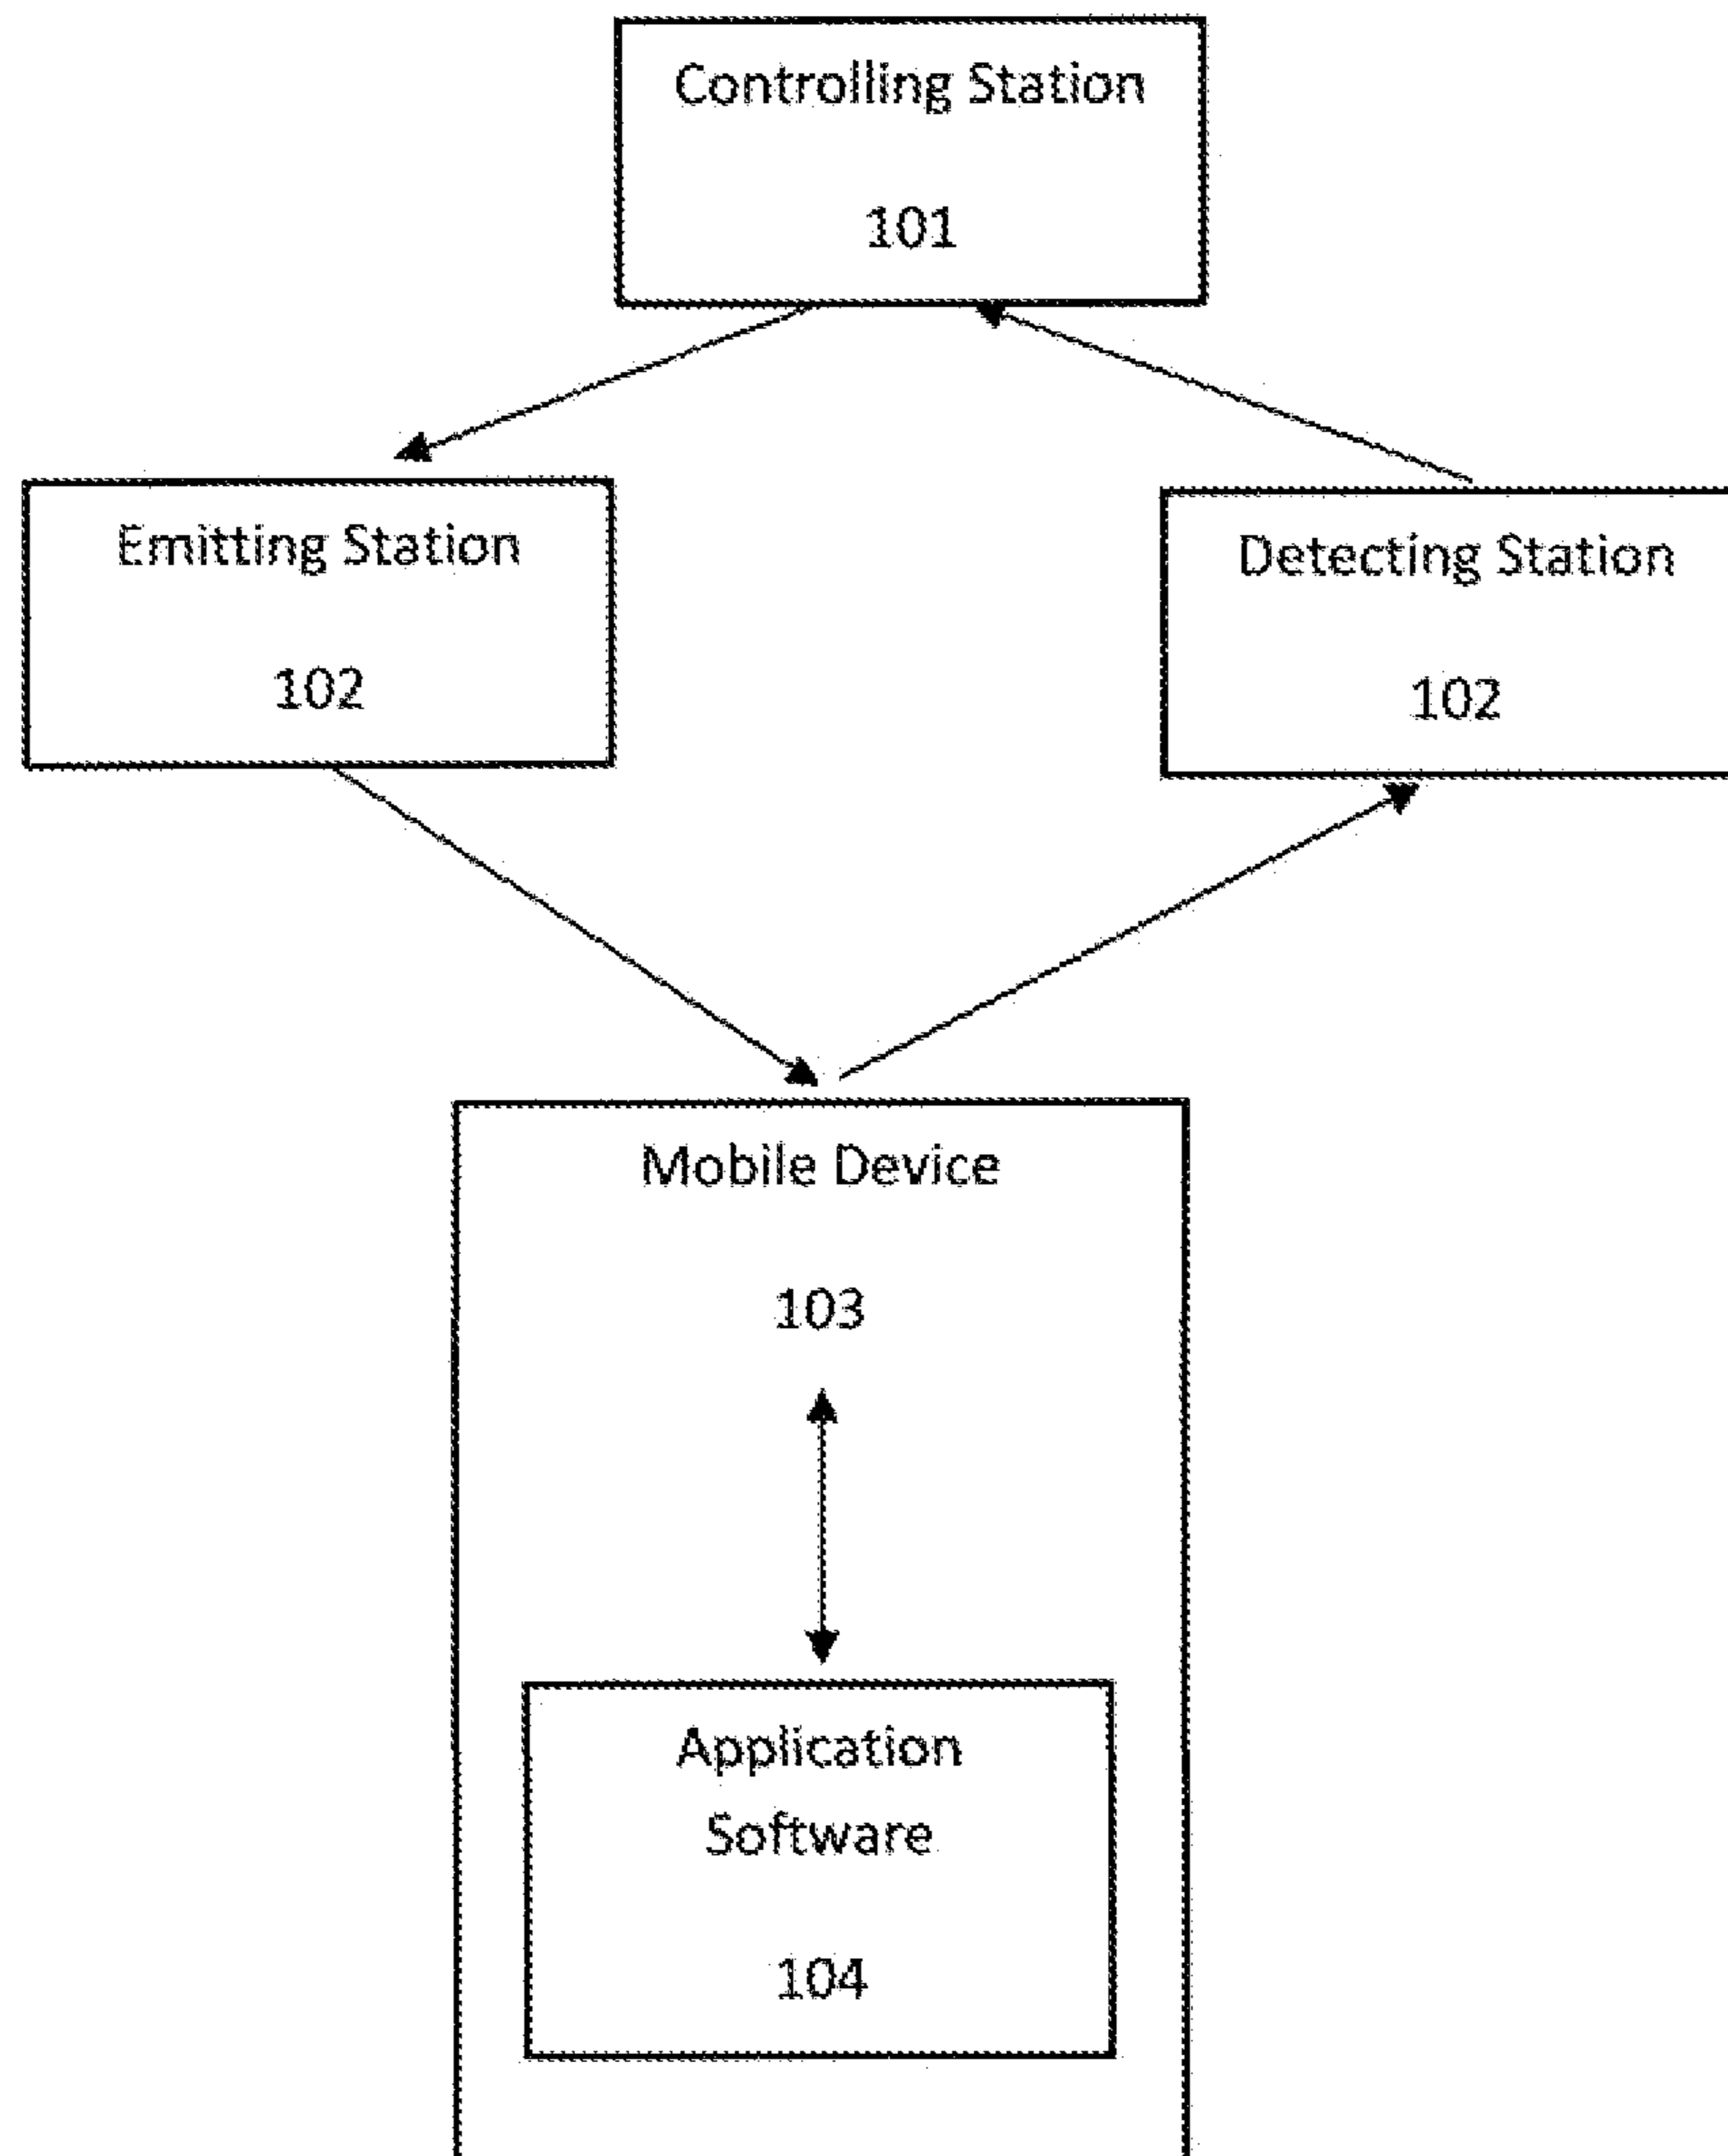 Controlling Station
101
Emitting Station
102
Detecting Station
102
Mobile Device
103
Application
Software
104